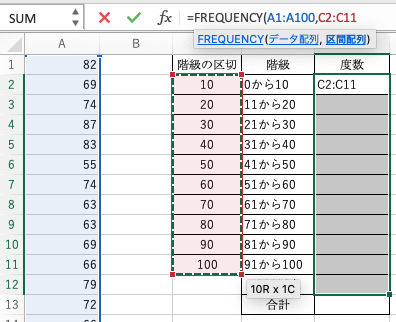 SUM =FREQUENCY(A1:A100,C2:C11
FREQUENCY(データ配列, 区間配列)
A B
1 82 階級の区切 階級 度数
2 69 10 0から10 C2:C11
3 74 20 11から20
4 87 30 21から30
5 83 40 31から40
6 55 50 41から50
7 74 60 51から60
8 63 70 61から70
9 63 80 71から80
10 69 90 81から90
11 66 100 91から100
12 79
10R x 1C
13 72 合計